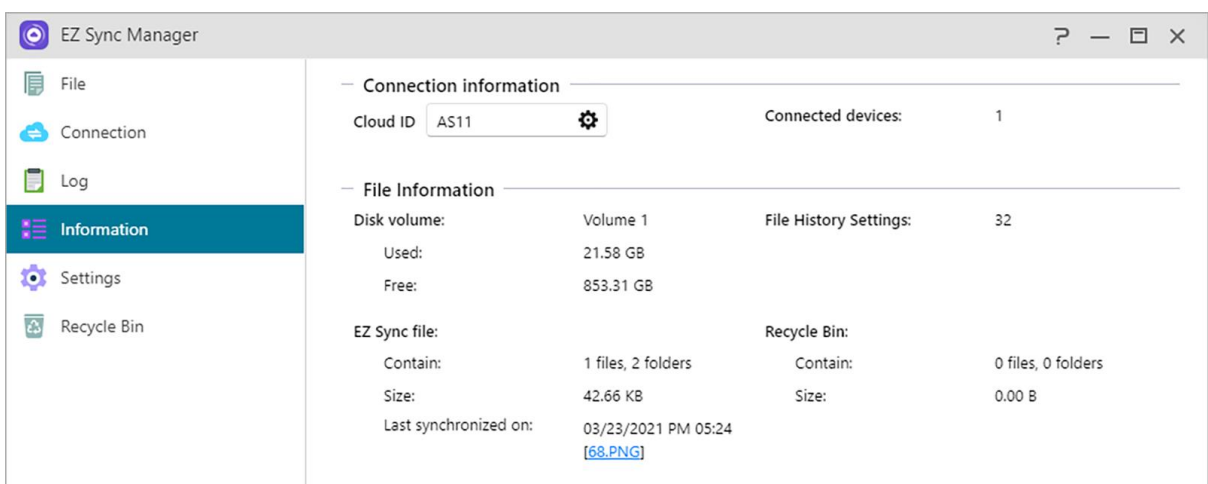 EZ Sync Manager
File
Connection
Log
Information
Settings
Recycle Bin
Connection information
Cloud ID AS11 Connected devices: 1
File Information
Disk volume: Volume 1 File History Settings: 32
Used: 21.58 GB
Free: 853.31 GB
EZ Sync file: Recycle Bin:
Contain: 1 files, 2 folders Contain: 0 files, 0 folders
Size: 42.66 KB Size: 0.00 B
Last synchronized on: 03/23/2021 PM 05:24
[68.PNG]